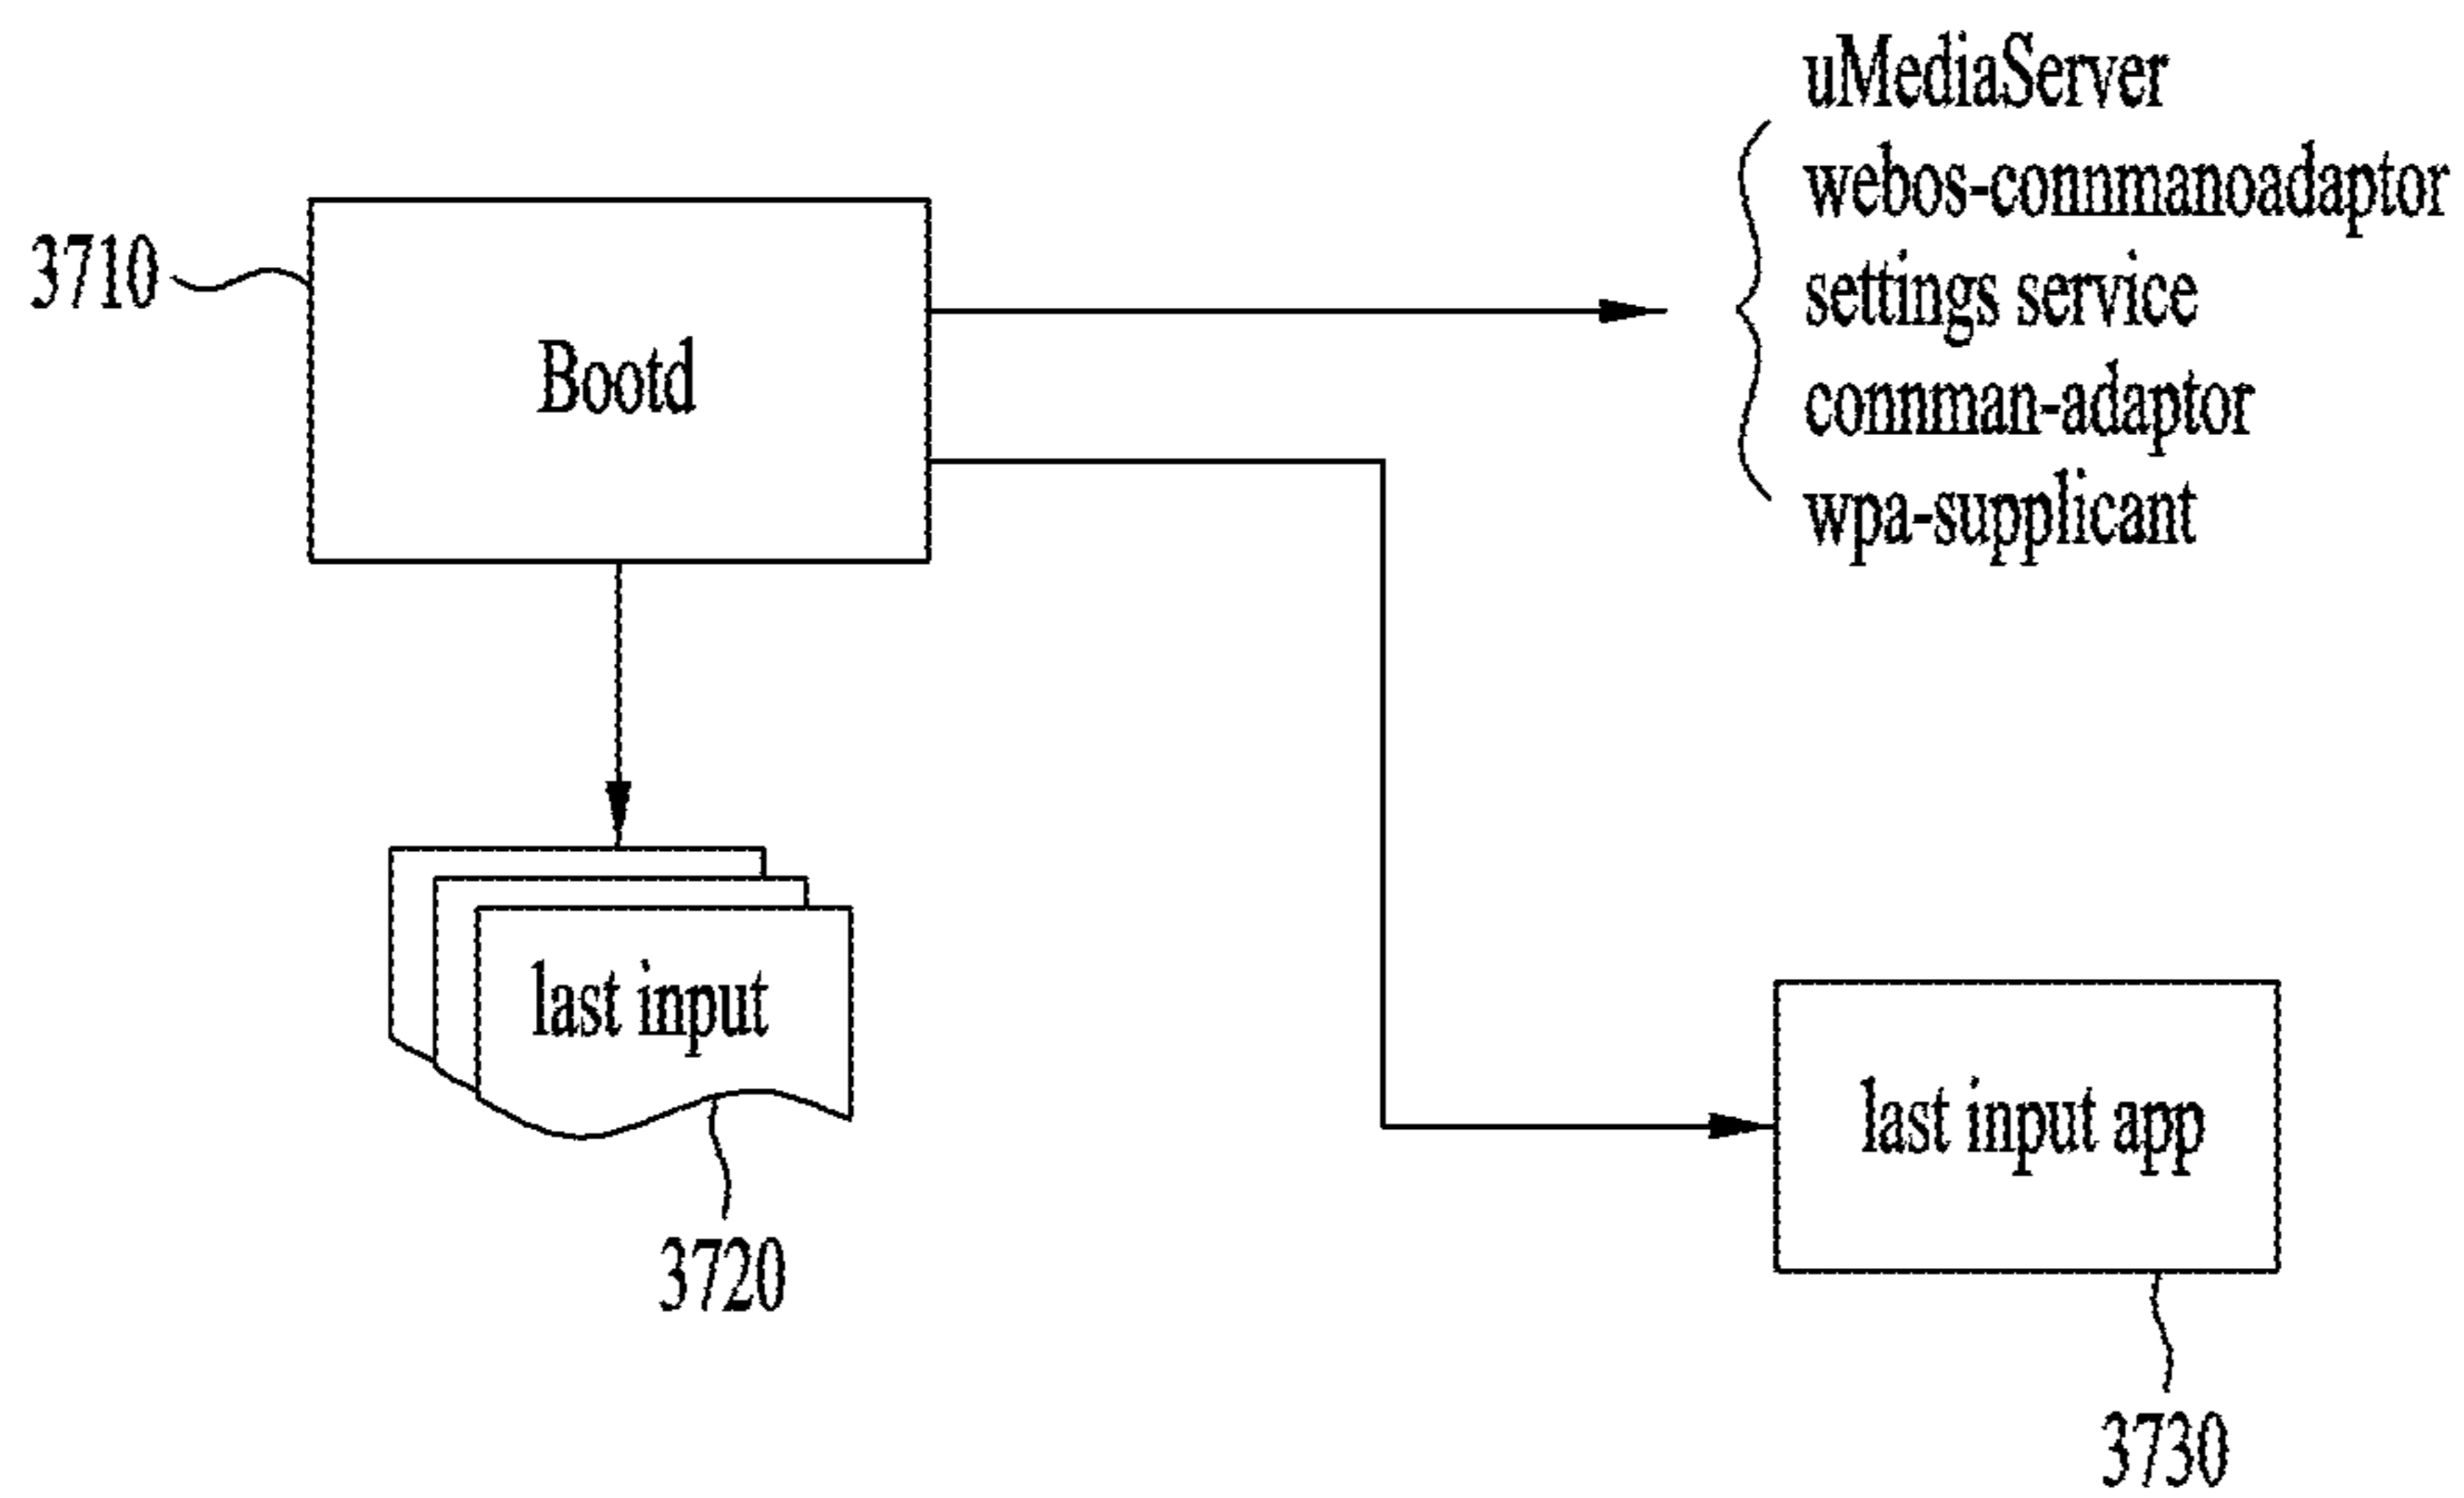 uMediaServer
webos-connmanoadaptor
settings service
connman-adaptor
wpa-supplicant
3710
Bootd
last input
3720
last input app
3730